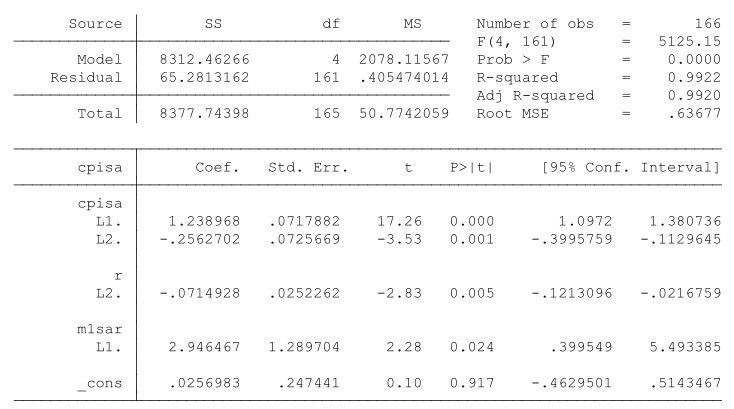 Source | SS df MS Number of obs = 166
F(4, 161) = 5125.15
Model | 8312.46266 4 2078.11567 Prob > F = 0.0000
Residual | 65.2813162 161 .405474014 R-squared = 0.9922
Adj R-squared = 0.9920
Total | 8377.74398 165 50.7742059 Root MSE = .63677
cpisa | Coef. Std. Err. t P>|t| [95% Conf. Interval]
cpisa |
L1. | 1.238968 .0717882 17.26 0.000 1.0972 1.380736
L2. | -.2562702 .0725669 -3.53 0.001 -.3995759 -.1129645
r |
L2. | -.0714928 .0252262 -2.83 0.005 -.1213096 -.0216759
m1sar |
L1. | 2.946467 1.289704 2.28 0.024 .399549 5.493385
_cons | .0256983 .247441 0.10 0.917 -.4629501 .5143467